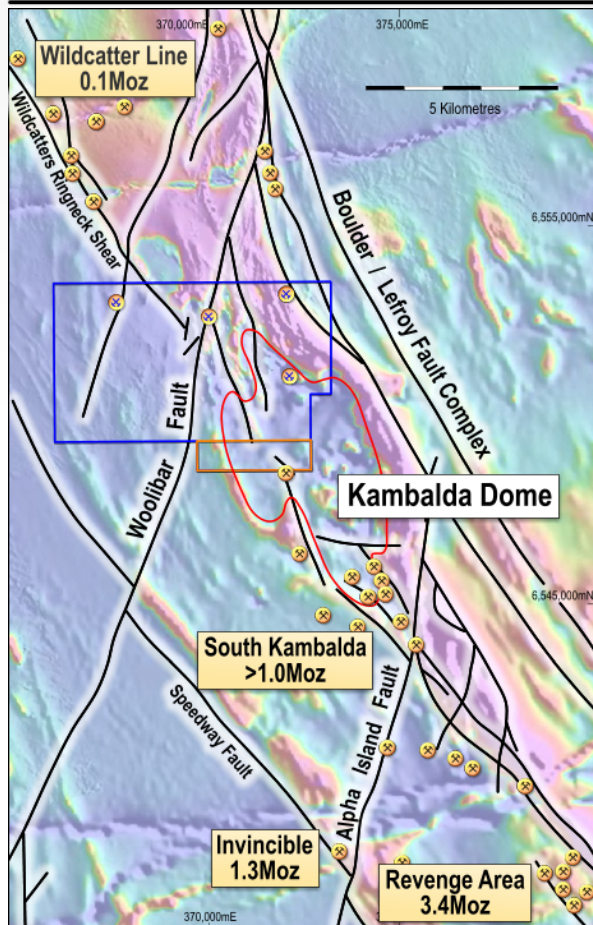 370,000mE
375,000mE
Wildcatter Line
0.1Moz
5 Kilometres
Wildcatters Ringneck Shear
6,555,000mN
Boulder / Lefroy Fault Complex
Woolibar Fault
Kambalda Dome
6,545,000mN
South Kambalda
>1.0Moz
Speedway Fault
Alpha Island Fault
Invincible
1.3Moz
Revenge Area
3.4Moz
370,000mE